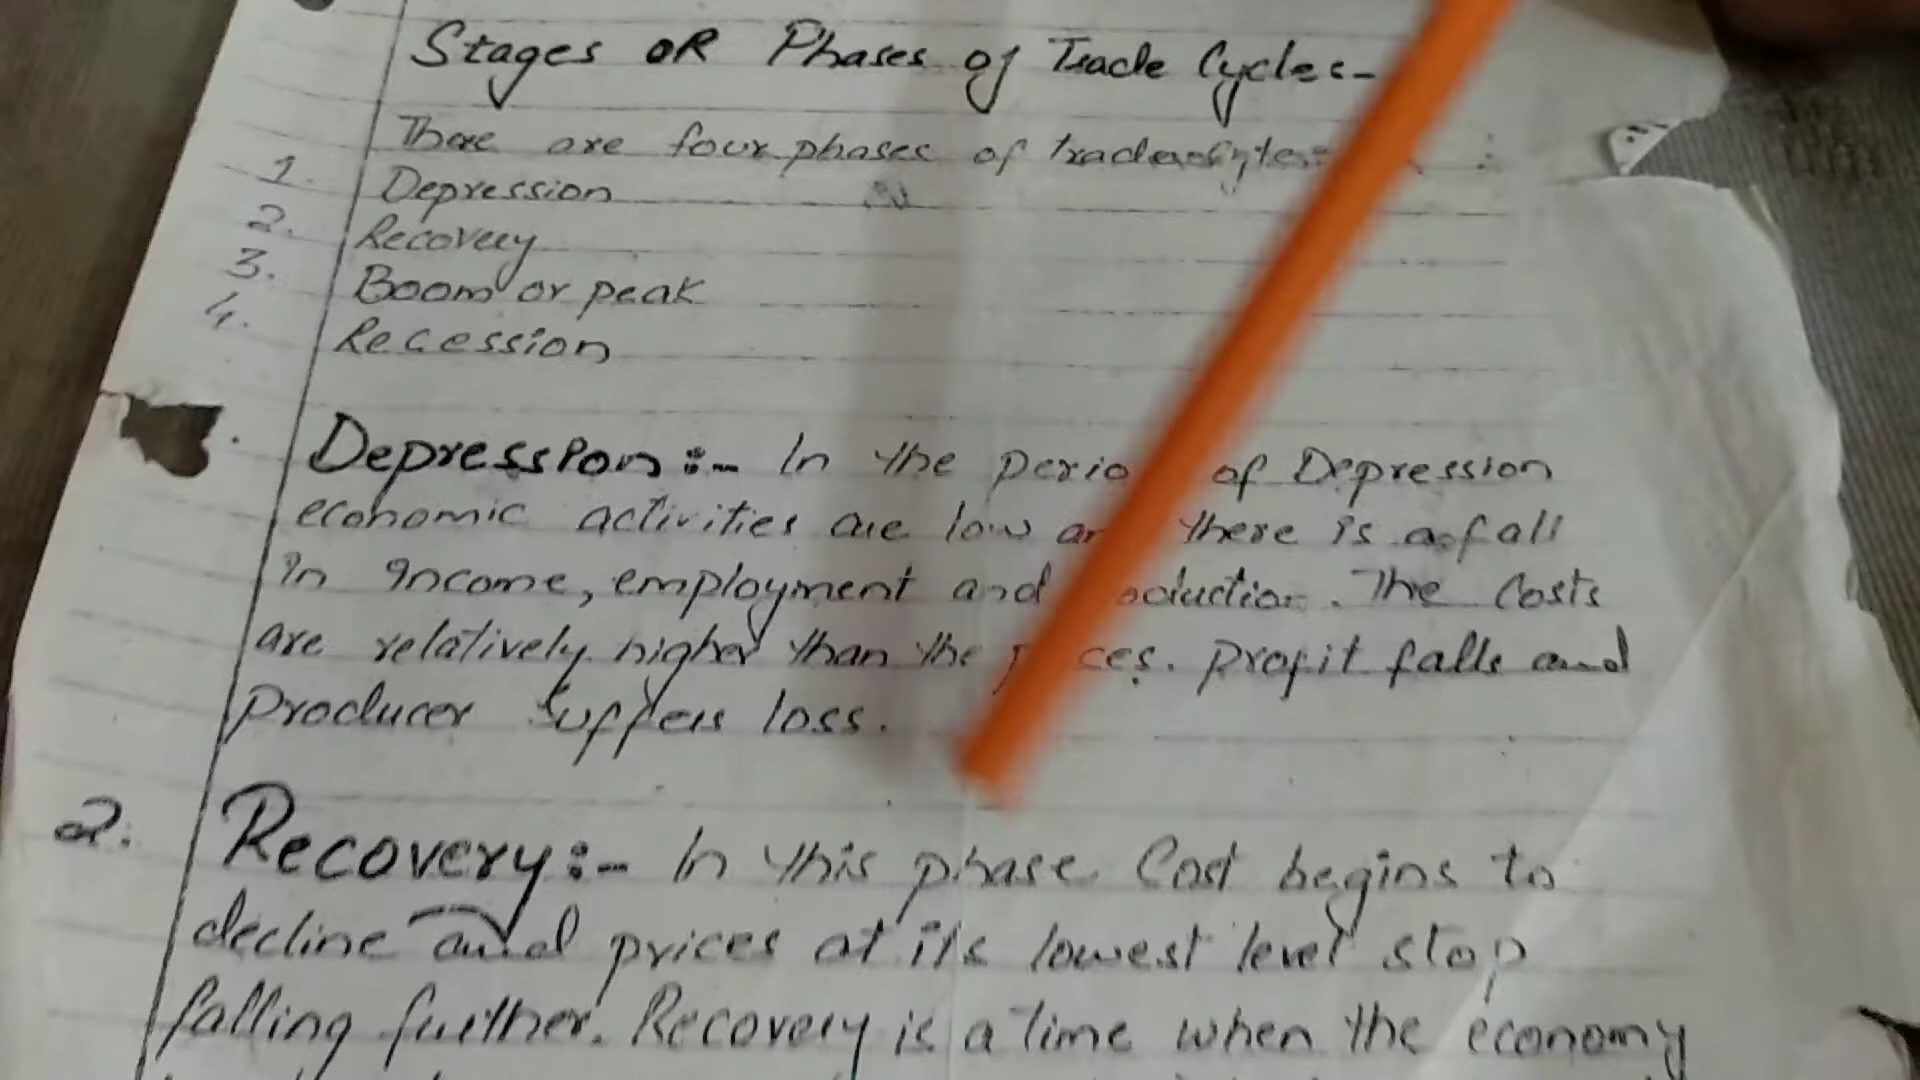 Stages OR Phases of Trade Cycles-
There are four phases of
1. Depression
2. Recovery
3. Boom or peak
4. Recession
Depression:- In the of Depression
economic activities are low there is a fall
in Income, employment and The Costs
are relatively higher than the profit falls and
producer suffers loss.
2. Recovery:- In this phase Cost begins to
decline and prices at its lowest level stop
falling further. Recovery is a time when the economy